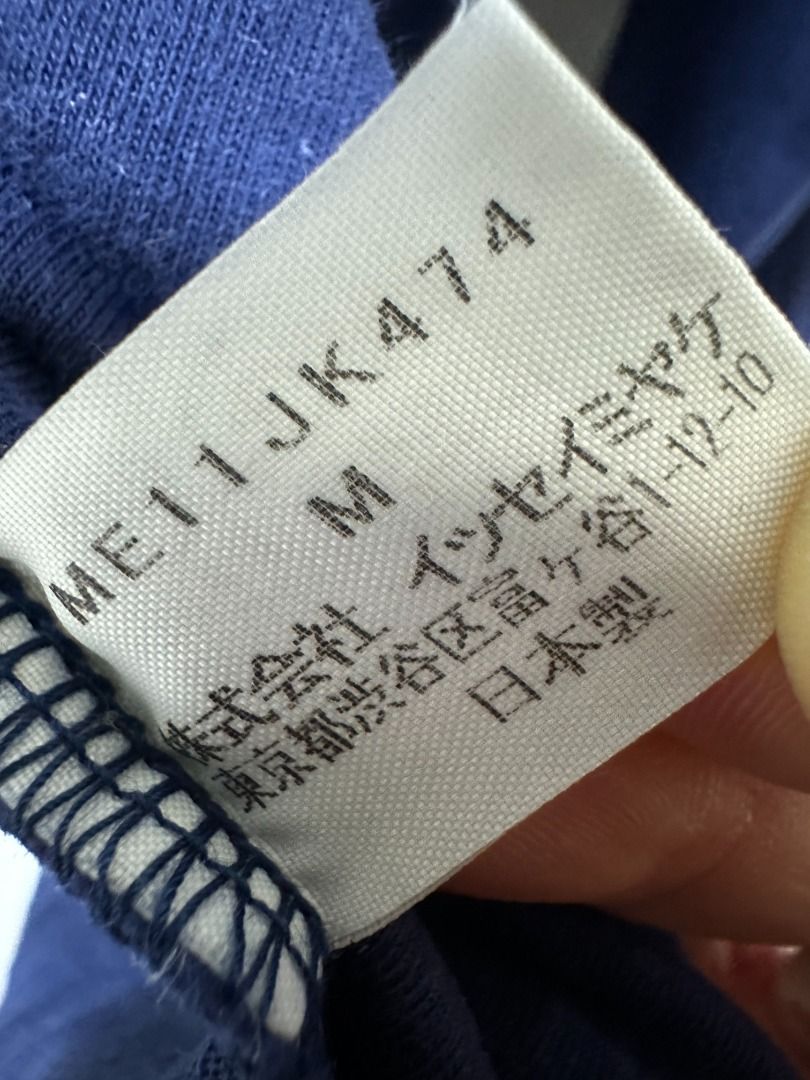 ME11JK474
M
株式会社 イッセイミヤケ
東京都渋谷区富ヶ谷1-12-10
日本製